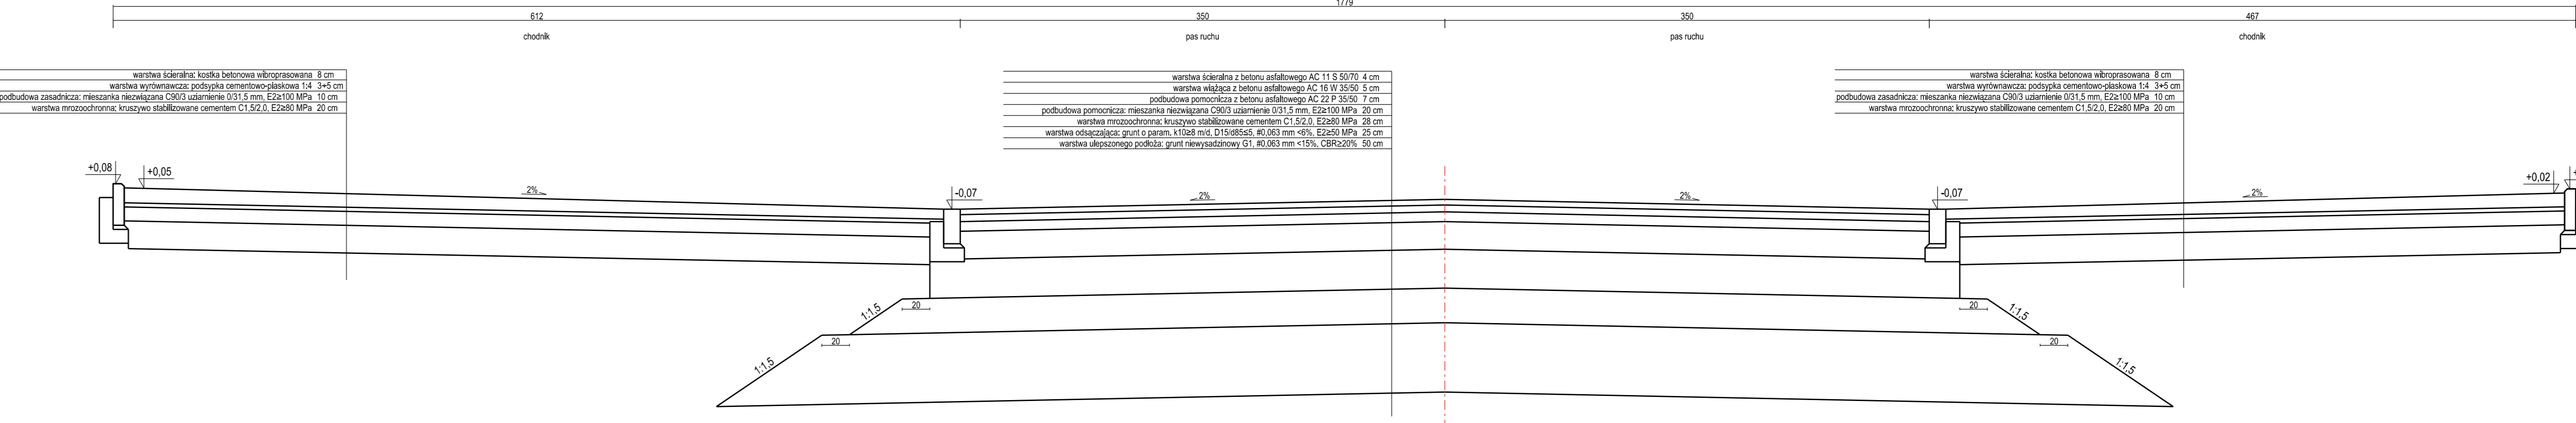 1779
612
350
350
467
chodnik
pas ruchu
pas ruchu
chodnik
warstwa ścieralna: kostka betonowa wibroprasowana 8 cm
warstwa wyrównawcza: podsypka cementowo-piaskowa 1:4 3+5 cm
podbudowa zasadnicza: mieszanka niezwiązana C90/3 uziarnienie 0/31,5 mm, E2≥100 MPa 10 cm
warstwa mrozoochronna: kruszywo stabilizowane cementem C1,5/2,0, E2≥80 MPa 20 cm
warstwa ścieralna z betonu asfaltowego AC 11 S 50/70 4 cm
warstwa wiążąca z betonu asfaltowego AC 16 W 35/50 5 cm
podbudowa pomocnicza z betonu asfaltowego AC 22 P 35/50 7 cm
podbudowa pomocnicza: mieszanka niezwiązana C90/3 uziarnienie 0/31,5 mm, E2≥100 MPa 20 cm
warstwa mrozoochronna: kruszywo stabilizowane cementem C1,5/2,0, E2≥80 MPa 28 cm
warstwa odsączająca: grunt o param. k10≥8 m/d, D15/d85≤5, #0,063 mm <6%, E2≥50 MPa 25 cm
warstwa ulepszonego podłoża: grunt niewysadzinowy G1, #0,063 mm <15%, CBR≥20% 50 cm
warstwa ścieralna: kostka betonowa wibroprasowana 8 cm
warstwa wyrównawcza: podsypka cementowo-piaskowa 1:4 3+5 cm
podbudowa zasadnicza: mieszanka niezwiązana C90/3 uziarnienie 0/31,5 mm, E2≥100 MPa 10 cm
warstwa mrozoochronna: kruszywo stabilizowane cementem C1,5/2,0, E2≥80 MPa 20 cm
+0,08
+0,05
2%
-0,07
2%
2%
-0,07
2%
+0,02
1:1,5
20
20
1:1,5
1:1,5
20
20
1:1,5